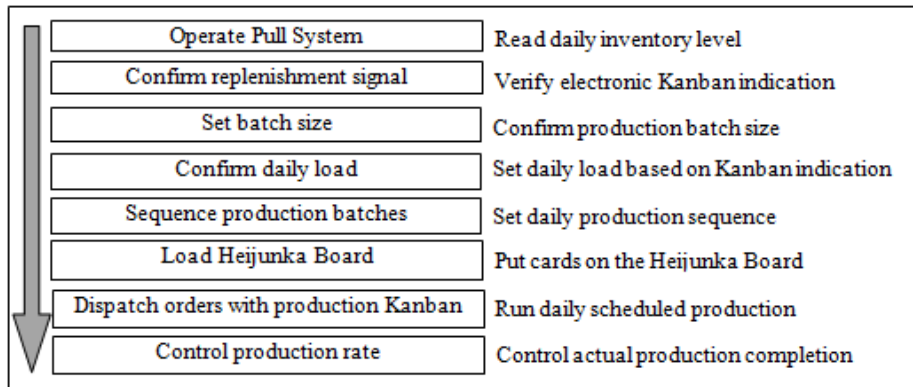 Operate Pull System Read daily inventory level
Confirm replenishment signal Verify electronic Kanban indication
Set batch size Confirm production batch size
Confirm daily load Set daily load based on Kanban indication
Sequence production batches Set daily production sequence
Load Heijunka Board Put cards on the Heijunka Board
Dispatch orders with production Kanban Run daily scheduled production
Control production rate Control actual production completion